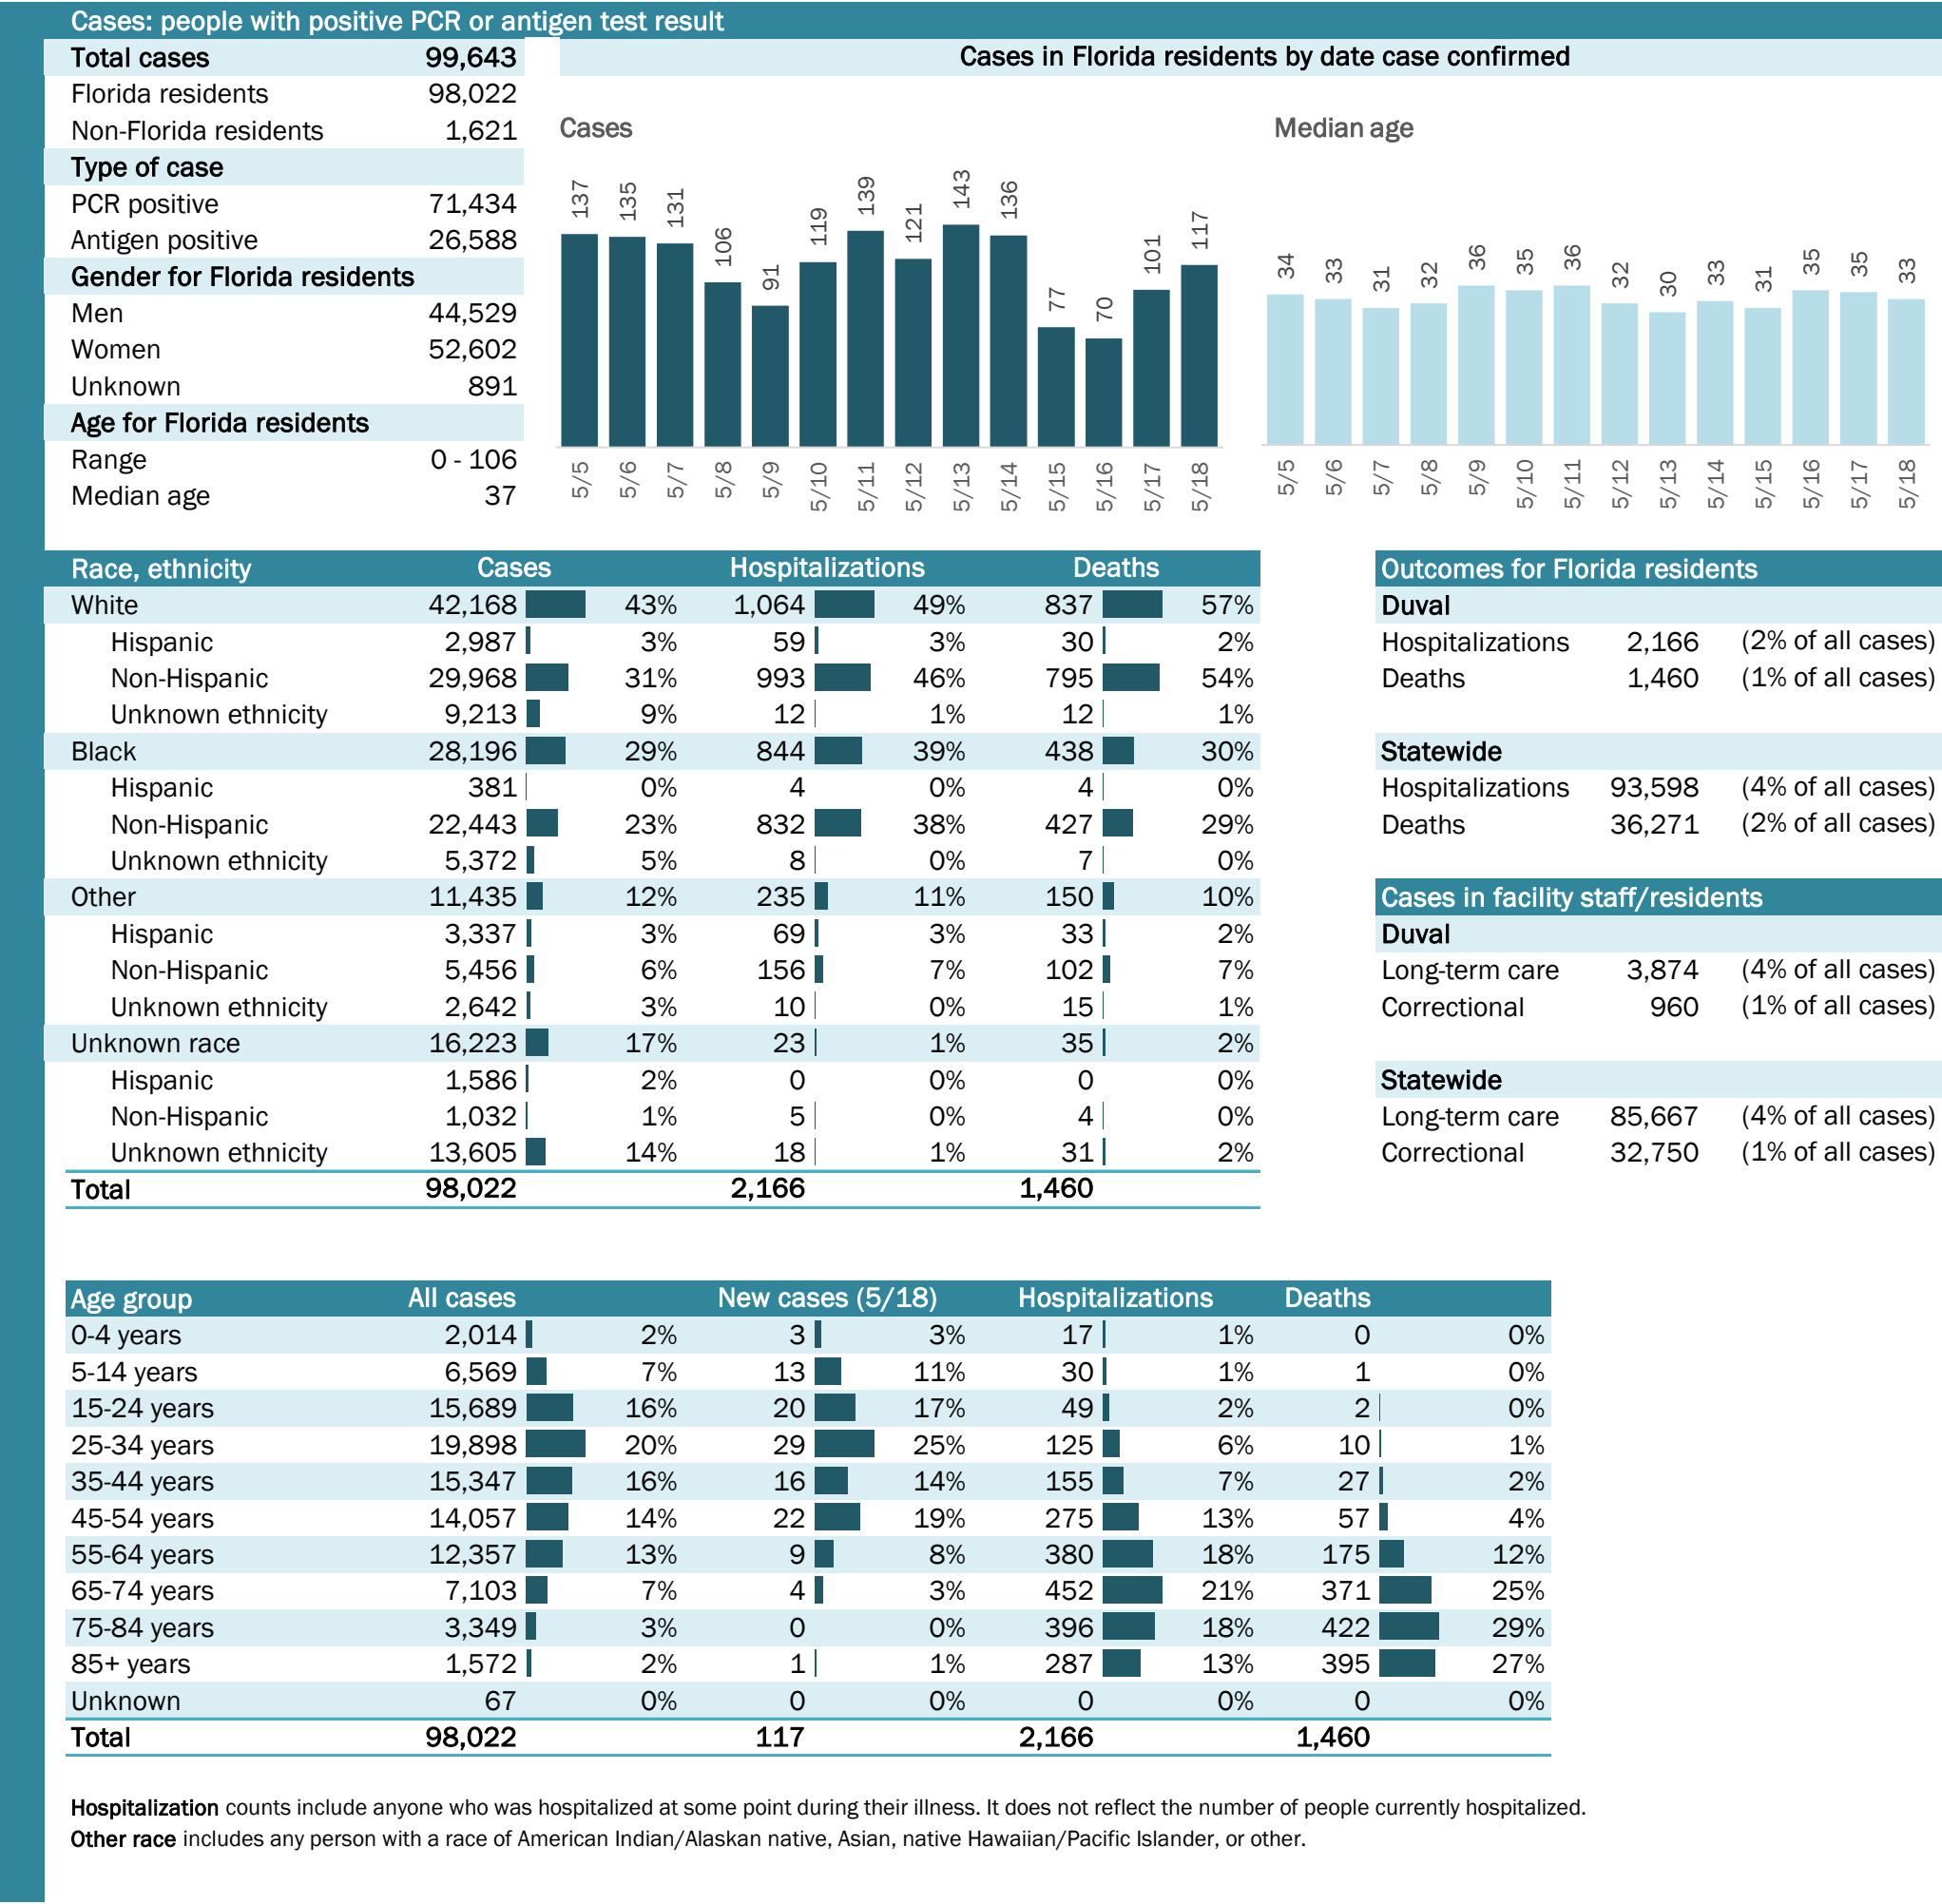 Cases: people with positive PCR or antigen test result
Total cases 99,643
Florida residents 98,022
Non-Florida residents 1,621
Type of case
PCR positive 71,434
Antigen positive 26,588
Gender for Florida residents
Men 44,529
Women 52,602
Unknown 891
Age for Florida residents
Range 0 - 106
Median age 37
Cases in Florida residents by date case confirmed
Cases
137 135 131 106 91 119 139 121 143 136 77 70 101 117
5/5 5/6 5/7 5/8 5/9 5/10 5/11 5/12 5/13 5/14 5/15 5/16 5/17 5/18
Median age
34 33 31 32 36 35 36 32 30 33 31 35 35 33
5/5 5/6 5/7 5/8 5/9 5/10 5/11 5/12 5/13 5/14 5/15 5/16 5/17 5/18
Race, ethnicity Cases Hospitalizations Deaths
White 42,168 43% 1,064 49% 837 57%
Hispanic 2,987 3% 59 3% 30 2%
Non-Hispanic 29,968 31% 993 46% 795 54%
Unknown ethnicity 9,213 9% 12 1% 12 1%
Black 28,196 29% 844 39% 438 30%
Hispanic 381 0% 4 0% 4 0%
Non-Hispanic 22,443 23% 832 38% 427 29%
Unknown ethnicity 5,372 5% 8 0% 7 0%
Other 11,435 12% 235 11% 150 10%
Hispanic 3,337 3% 69 3% 33 2%
Non-Hispanic 5,456 6% 156 7% 102 7%
Unknown ethnicity 2,642 3% 10 0% 15 1%
Unknown race 16,223 17% 23 1% 35 2%
Hispanic 1,586 2% 0 0% 0 0%
Non-Hispanic 1,032 1% 5 0% 4 0%
Unknown ethnicity 13,605 14% 18 1% 31 2%
Total 98,022 2,166 1,460
Outcomes for Florida residents
Duval
Hospitalizations 2,166 (2% of all cases)
Deaths 1,460 (1% of all cases)
Statewide
Hospitalizations 93,598 (4% of all cases)
Deaths 36,271 (2% of all cases)
Cases in facility staff/residents
Duval
Long-term care 3,874 (4% of all cases)
Correctional 960 (1% of all cases)
Statewide
Long-term care 85,667 (4% of all cases)
Correctional 32,750 (1% of all cases)
Age group All cases New cases (5/18) Hospitalizations Deaths
0-4 years 2,014 2% 3 3% 17 1% 0 0%
5-14 years 6,569 7% 13 11% 30 1% 1 0%
15-24 years 15,689 16% 20 17% 49 2% 2 0%
25-34 years 19,898 20% 29 25% 125 6% 10 1%
35-44 years 15,347 16% 16 14% 155 7% 27 2%
45-54 years 14,057 14% 22 19% 275 13% 57 4%
55-64 years 12,357 13% 9 8% 380 18% 175 12%
65-74 years 7,103 7% 4 3% 452 21% 371 25%
75-84 years 3,349 3% 0 0% 396 18% 422 29%
85+ years 1,572 2% 1 1% 287 13% 395 27%
Unknown 67 0% 0 0% 0 0% 0 0%
Total 98,022 117 2,166 1,460
Hospitalization counts include anyone who was hospitalized at some point during their illness. It does not reflect the number of people currently hospitalized.
Other race includes any person with a race of American Indian/Alaskan native, Asian, native Hawaiian/Pacific Islander, or other.